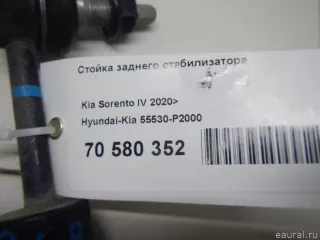 Стойка заднего стабилизатора
Kia Sorento IV 2020>
Hyundai-Kia 55530-P2000
70 580 352
eaural.ru